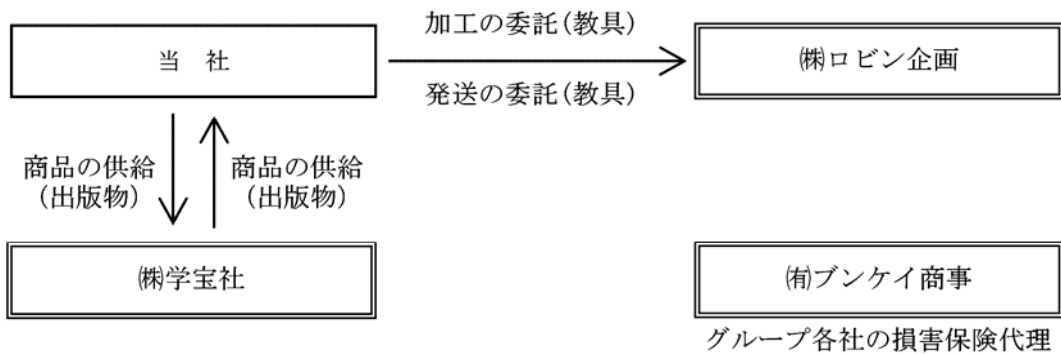 加工の委託(教具)
当 社
㈱ロビン企画
発送の委託(教具)
商品の供給
(出版物)
商品の供給
(出版物)
㈱学宝社
㈲ブンケイ商事
グループ各社の損害保険代理